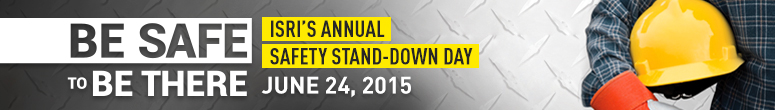 BE SAFE
TO BE THERE
ISRI'S ANNUAL
SAFETY STAND-DOWN DAY
JUNE 24, 2015